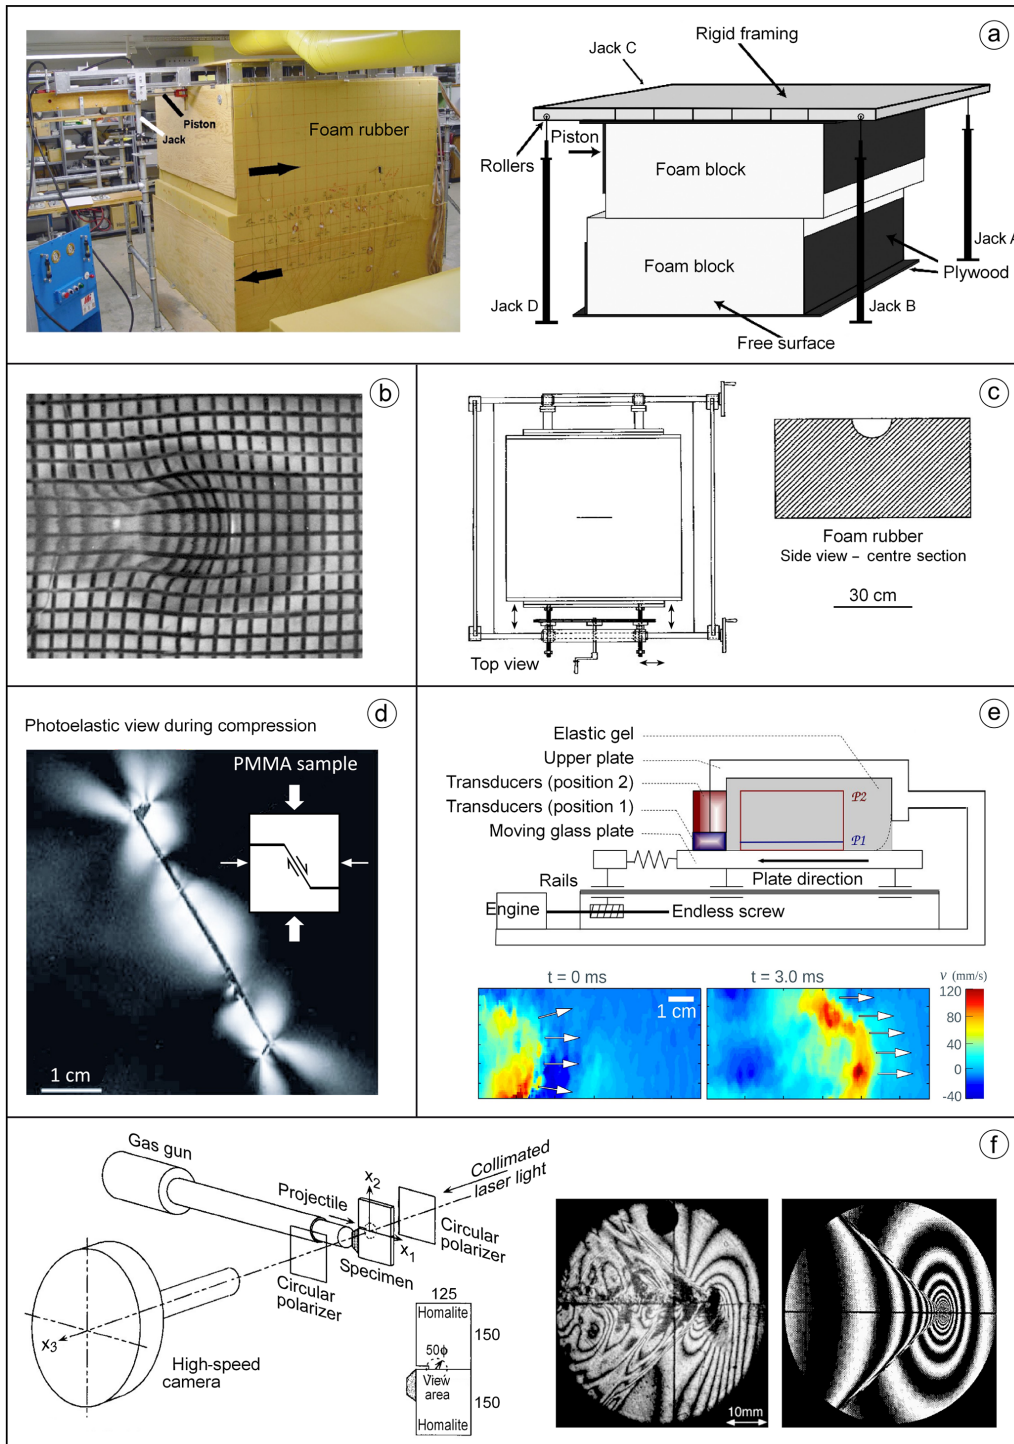 a
Piston
Jack
Foam rubber
Jack C
Rigid framing
Rollers
Piston
Foam block
Foam block
Jack A
Plywood
Jack D
Jack B
Free surface
b
c
Top view
Foam rubber
Side view – centre section
30 cm
d
Photoelastic view during compression
PMMA sample
1 cm
e
Elastic gel
Upper plate
Transducers (position 2)
Transducers (position 1)
Moving glass plate
P2
P1
Rails
Plate direction
Engine
Endless screw
t = 0 ms
t = 3.0 ms
v (mm/s)
1 cm
120
80
40
0
-40
f
Gas gun
Projectile
x2
Collimated
laser light
Circular
polarizer
x1
Specimen
Circular
polarizer
x3
High-speed
camera
125
Homalite
150
50ϕ
View
area
150
Homalite
10mm